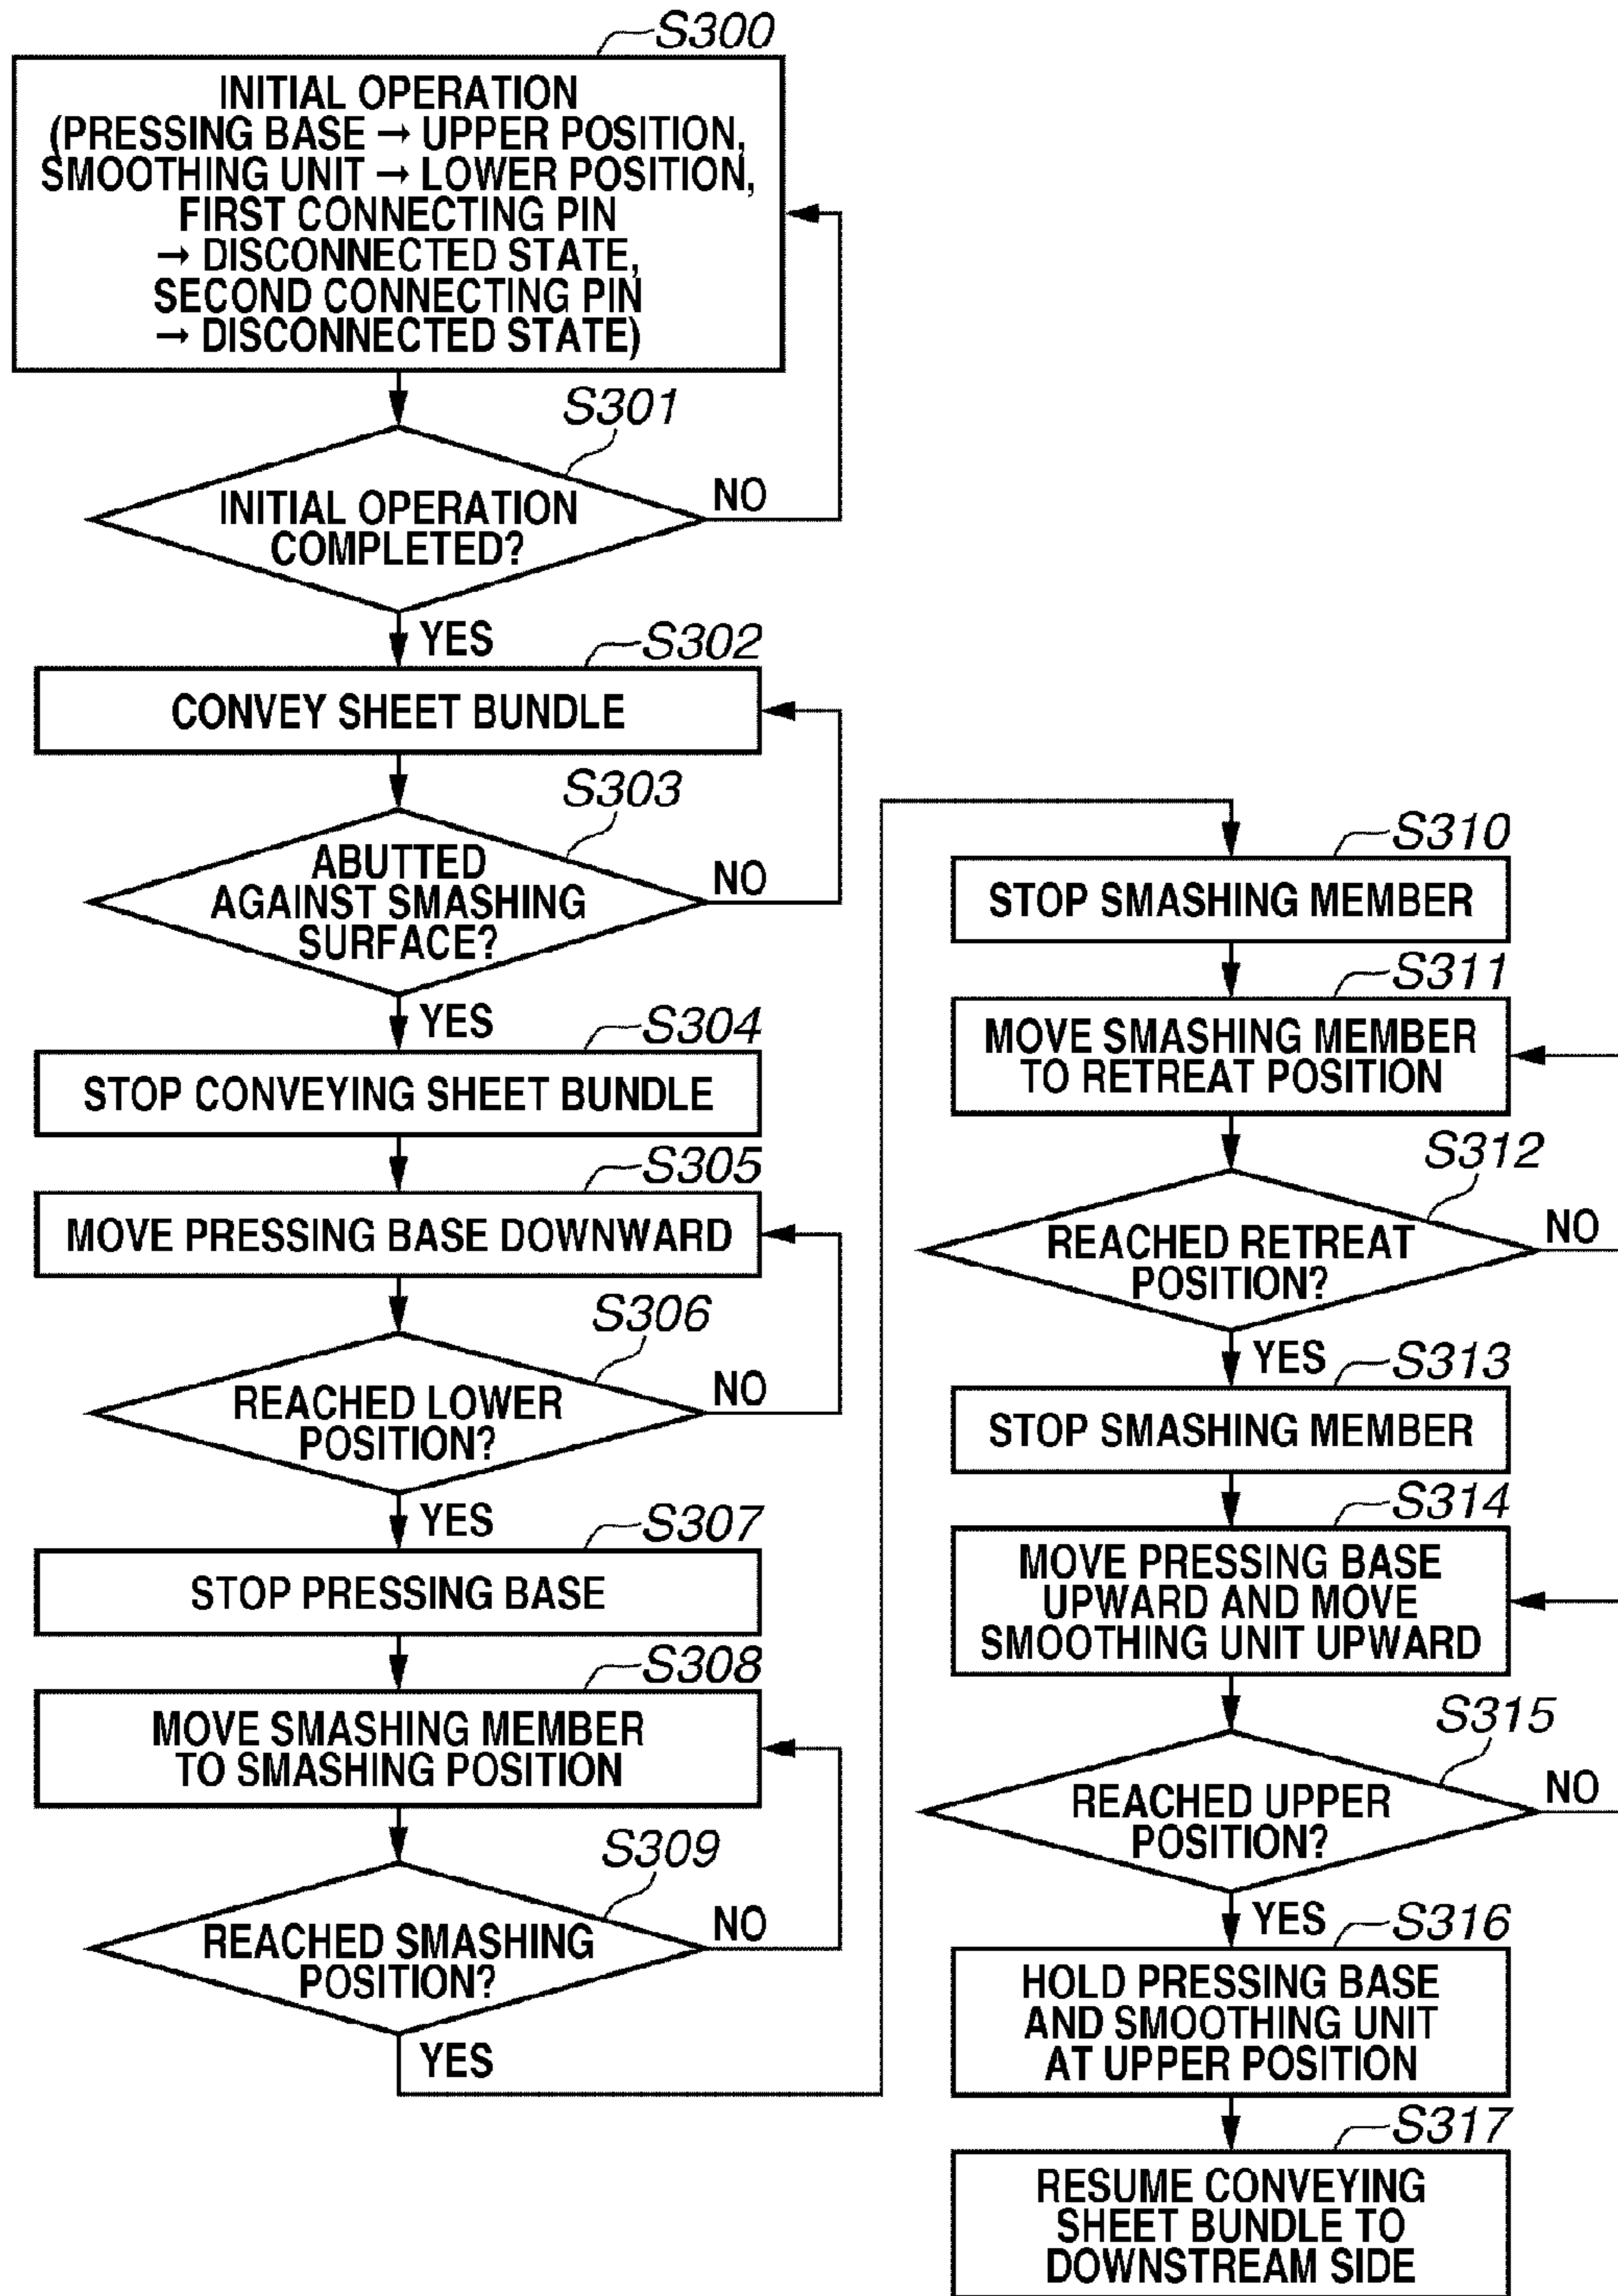 S300
INITIAL OPERATION
(PRESSING BASE → UPPER POSITION,
SMOOTHING UNIT → LOWER POSITION,
FIRST CONNECTING PIN
→ DISCONNECTED STATE,
SECOND CONNECTING PIN
→ DISCONNECTED STATE)
S301
INITIAL OPERATION
COMPLETED?
NO
YES
S302
CONVEY SHEET BUNDLE
S303
ABUTTED
AGAINST SMASHING
SURFACE?
NO
YES
S304
STOP CONVEYING SHEET BUNDLE
S305
MOVE PRESSING BASE DOWNWARD
S306
REACHED LOWER
POSITION?
NO
YES
S307
STOP PRESSING BASE
S308
MOVE SMASHING MEMBER
TO SMASHING POSITION
S309
REACHED SMASHING
POSITION?
NO
YES
S310
STOP SMASHING MEMBER
S311
MOVE SMASHING MEMBER
TO RETREAT POSITION
S312
REACHED RETREAT
POSITION?
NO
YES
S313
STOP SMASHING MEMBER
S314
MOVE PRESSING BASE
UPWARD AND MOVE
SMOOTHING UNIT UPWARD
S315
REACHED UPPER
POSITION?
NO
YES
S316
HOLD PRESSING BASE
AND SMOOTHING UNIT
AT UPPER POSITION
S317
RESUME CONVEYING
SHEET BUNDLE TO
DOWNSTREAM SIDE